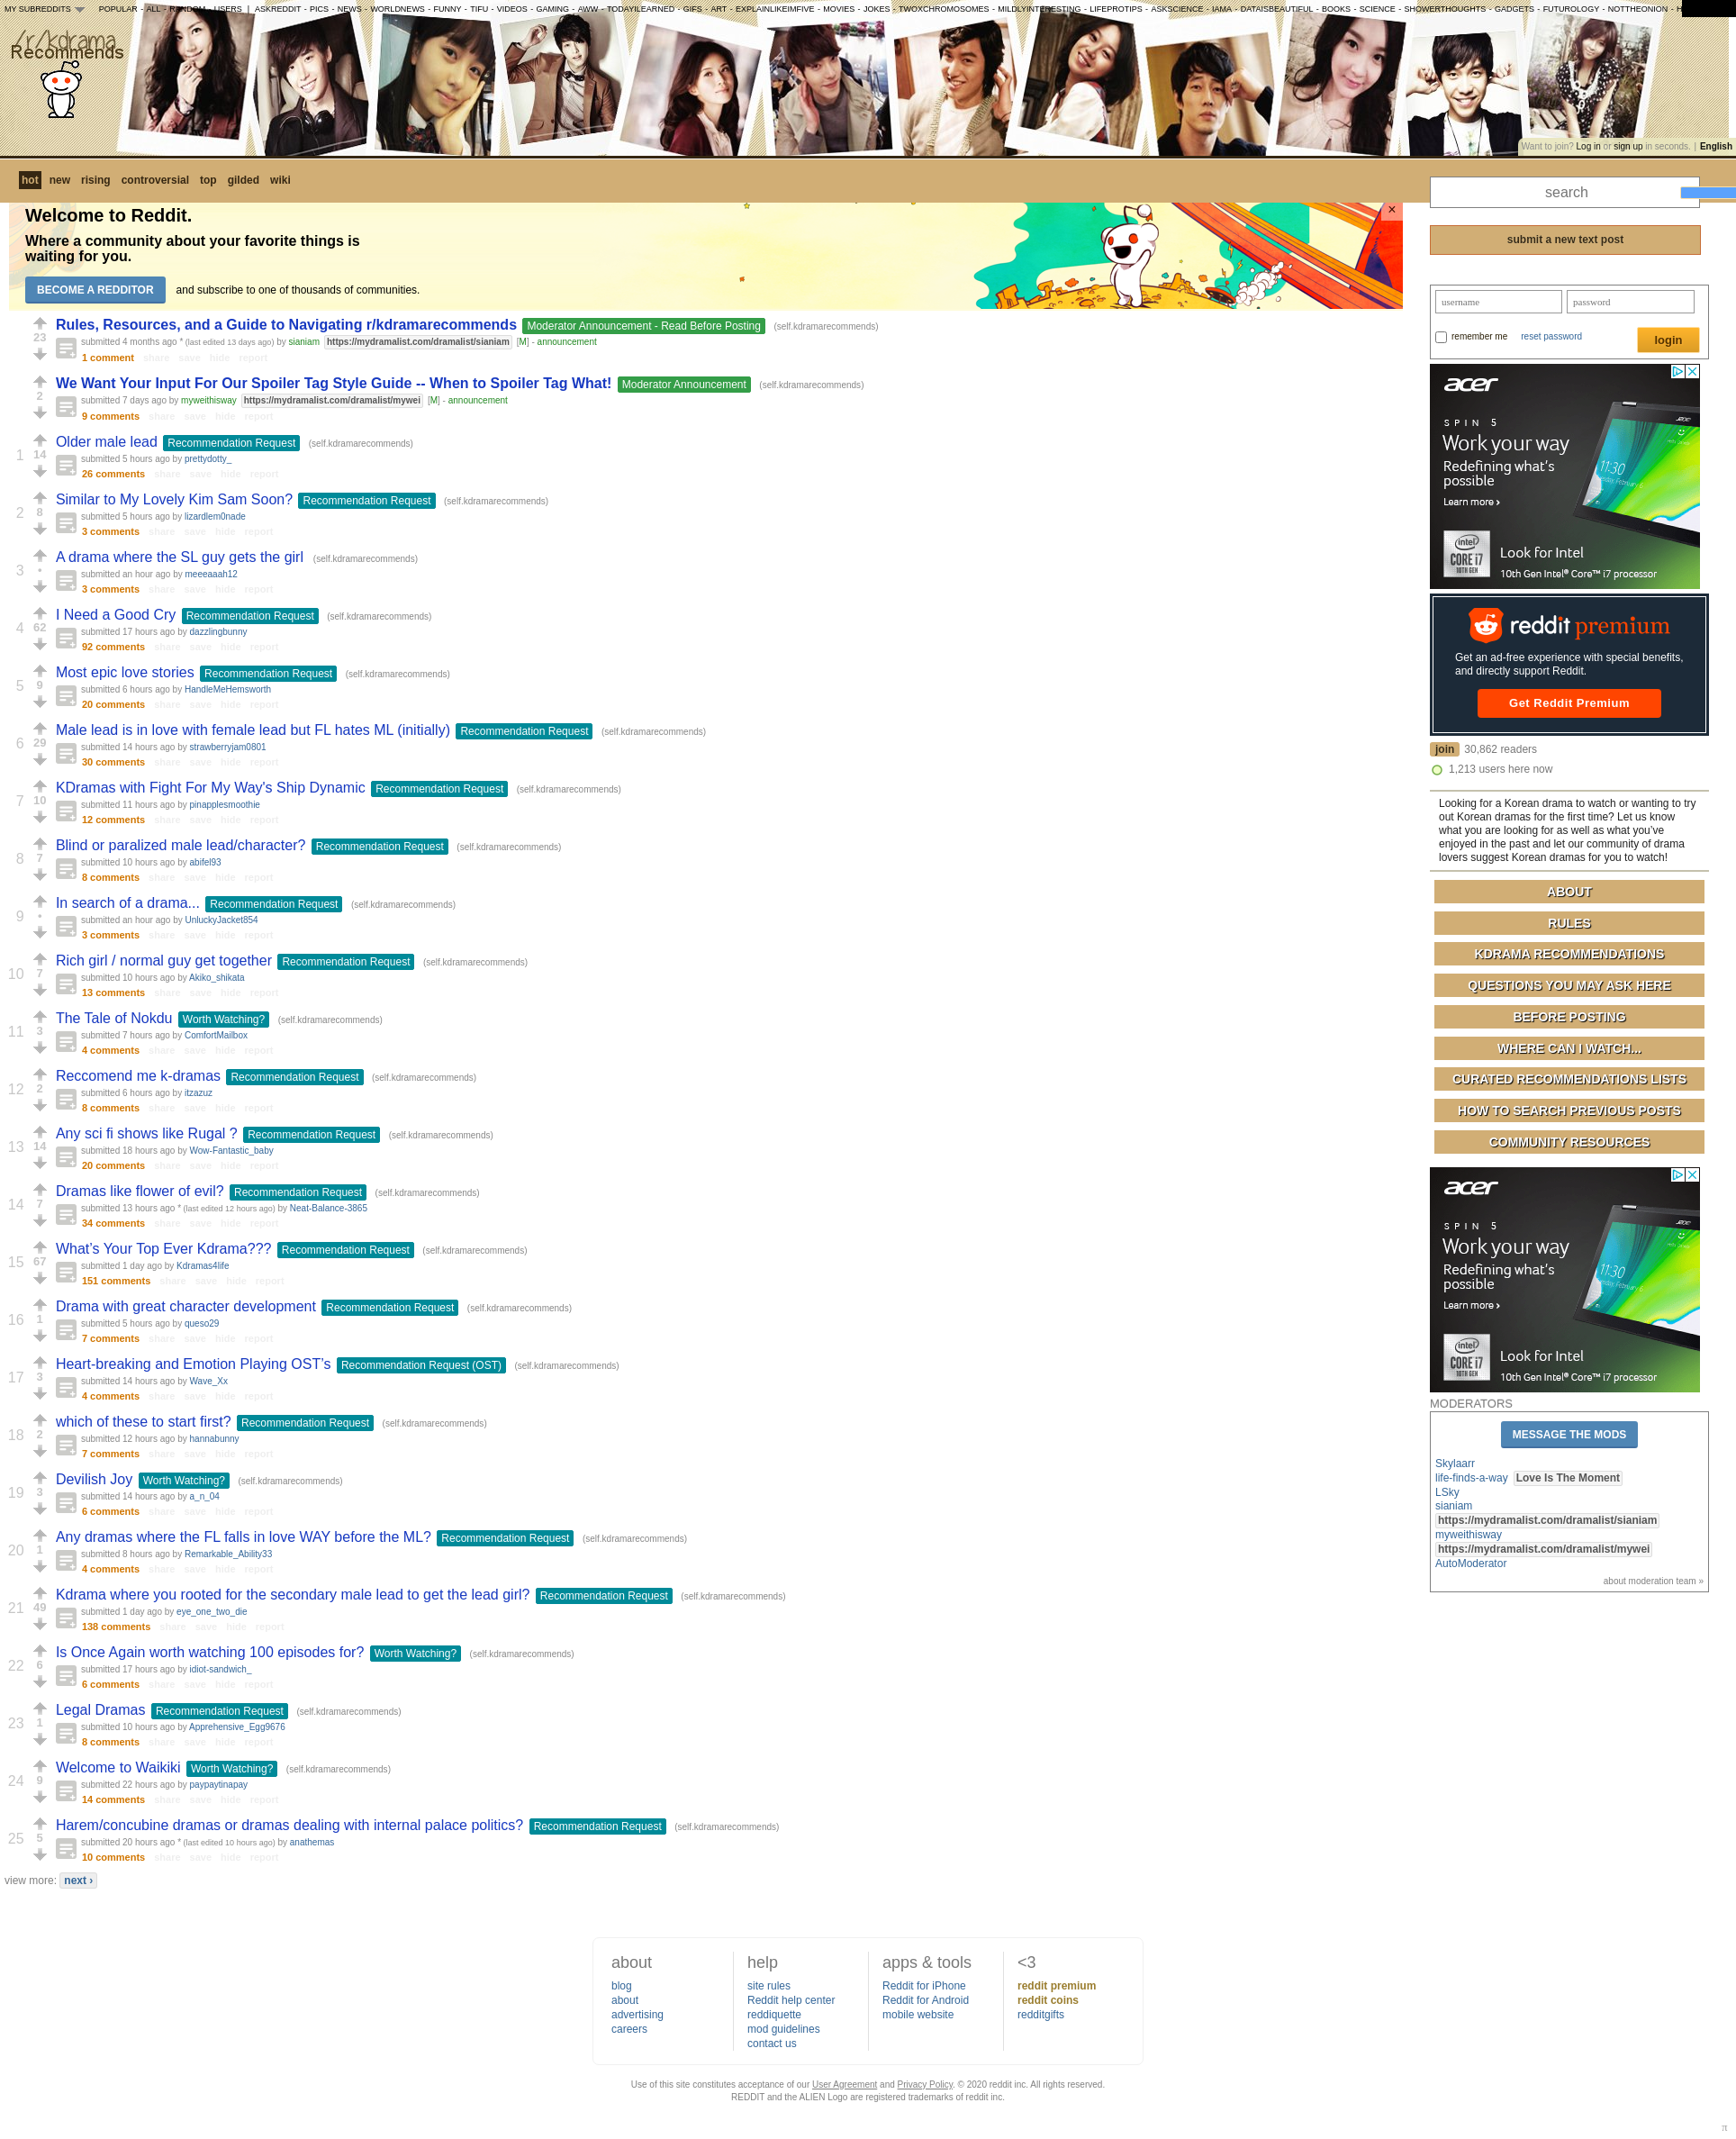 MY SUBREDDITS POPULAR - ALL - RANDOM - USERS | ASKREDDIT - PICS - NEWS - WORLDNEWS - FUNNY - TIFU - VIDEOS - GAMING - AWW - TODAYILEARNED - GIFS - ART - EXPLAINLIKEIMFIVE - MOVIES - JOKES - TWOXCHROMOSOMES - MILDLYINTERESTING - LIFEPROTIPS - ASKSCIENCE - IAMA - DATAISBEAUTIFUL - BOOKS - SCIENCE - SHOWERTHOUGHTS - GADGETS - FUTUROLOGY - NOTTHEONION - H
/r/kdrama
Recommends
Want to join? Log in or sign up in seconds. | English
hot new rising controversial top gilded wiki
search
Welcome to Reddit.
Where a community about your favorite things is
waiting for you.
BECOME A REDDITOR and subscribe to one of thousands of communities.
×
submit a new text post
username password
remember me reset password login
23
Rules, Resources, and a Guide to Navigating r/kdramarecommends Moderator Announcement - Read Before Posting (self.kdramarecommends)
submitted 4 months ago * (last edited 13 days ago) by sianiam https://mydramalist.com/dramalist/sianiam [M] - announcement
1 comment share save hide report
2
We Want Your Input For Our Spoiler Tag Style Guide -- When to Spoiler Tag What! Moderator Announcement (self.kdramarecommends)
submitted 7 days ago by myweithisway https://mydramalist.com/dramalist/mywei [M] - announcement
9 comments share save hide report
1 14
Older male lead Recommendation Request (self.kdramarecommends)
submitted 5 hours ago by prettydotty_
26 comments share save hide report
2 8
Similar to My Lovely Kim Sam Soon? Recommendation Request (self.kdramarecommends)
submitted 5 hours ago by lizardlem0nade
3 comments share save hide report
3 •
A drama where the SL guy gets the girl (self.kdramarecommends)
submitted an hour ago by meeeaaah12
3 comments share save hide report
4 62
I Need a Good Cry Recommendation Request (self.kdramarecommends)
submitted 17 hours ago by dazzlingbunny
92 comments share save hide report
5 9
Most epic love stories Recommendation Request (self.kdramarecommends)
submitted 6 hours ago by HandleMeHemsworth
20 comments share save hide report
6 29
Male lead is in love with female lead but FL hates ML (initially) Recommendation Request (self.kdramarecommends)
submitted 14 hours ago by strawberryjam0801
30 comments share save hide report
7 10
KDramas with Fight For My Way's Ship Dynamic Recommendation Request (self.kdramarecommends)
submitted 11 hours ago by pinapplesmoothie
12 comments share save hide report
8 7
Blind or paralized male lead/character? Recommendation Request (self.kdramarecommends)
submitted 10 hours ago by abifel93
8 comments share save hide report
9 •
In search of a drama... Recommendation Request (self.kdramarecommends)
submitted an hour ago by UnluckyJacket854
3 comments share save hide report
10 7
Rich girl / normal guy get together Recommendation Request (self.kdramarecommends)
submitted 10 hours ago by Akiko_shikata
13 comments share save hide report
11 3
The Tale of Nokdu Worth Watching? (self.kdramarecommends)
submitted 7 hours ago by ComfortMailbox
4 comments share save hide report
12 2
Reccomend me k-dramas Recommendation Request (self.kdramarecommends)
submitted 6 hours ago by itzazuz
8 comments share save hide report
13 14
Any sci fi shows like Rugal ? Recommendation Request (self.kdramarecommends)
submitted 18 hours ago by Wow-Fantastic_baby
20 comments share save hide report
14 7
Dramas like flower of evil? Recommendation Request (self.kdramarecommends)
submitted 13 hours ago * (last edited 12 hours ago) by Neat-Balance-3865
34 comments share save hide report
15 67
What's Your Top Ever Kdrama??? Recommendation Request (self.kdramarecommends)
submitted 1 day ago by Kdramas4life
151 comments share save hide report
16 1
Drama with great character development Recommendation Request (self.kdramarecommends)
submitted 5 hours ago by queso29
7 comments share save hide report
17 3
Heart-breaking and Emotion Playing OST's Recommendation Request (OST) (self.kdramarecommends)
submitted 14 hours ago by Wave_Xx
4 comments share save hide report
18 2
which of these to start first? Recommendation Request (self.kdramarecommends)
submitted 12 hours ago by hannabunny
7 comments share save hide report
19 3
Devilish Joy Worth Watching? (self.kdramarecommends)
submitted 14 hours ago by a_n_04
6 comments share save hide report
20 1
Any dramas where the FL falls in love WAY before the ML? Recommendation Request (self.kdramarecommends)
submitted 8 hours ago by Remarkable_Ability33
4 comments share save hide report
21 49
Kdrama where you rooted for the secondary male lead to get the lead girl? Recommendation Request (self.kdramarecommends)
submitted 1 day ago by eye_one_two_die
138 comments share save hide report
22 6
Is Once Again worth watching 100 episodes for? Worth Watching? (self.kdramarecommends)
submitted 17 hours ago by idiot-sandwich_
6 comments share save hide report
23 1
Legal Dramas Recommendation Request (self.kdramarecommends)
submitted 10 hours ago by Apprehensive_Egg9676
8 comments share save hide report
24 9
Welcome to Waikiki Worth Watching? (self.kdramarecommends)
submitted 22 hours ago by paypaytinapay
14 comments share save hide report
25 5
Harem/concubine dramas or dramas dealing with internal palace politics? Recommendation Request (self.kdramarecommends)
submitted 20 hours ago * (last edited 10 hours ago) by anathemas
10 comments share save hide report
view more: next ›
acer
SPIN 5
Work your way
Redefining what's
possible
Learn more ›
11:30
intel
CORE i7
10TH GEN
Look for Intel
10th Gen Intel® Core™ i7 processor
reddit premium
Get an ad-free experience with special benefits,
and directly support Reddit.
Get Reddit Premium
join 30,862 readers
1,213 users here now
Looking for a Korean drama to watch or wanting to try
out Korean dramas for the first time? Let us know
what you are looking for as well as what you've
enjoyed in the past and let our community of drama
lovers suggest Korean dramas for you to watch!
ABOUT
RULES
KDRAMA RECOMMENDATIONS
QUESTIONS YOU MAY ASK HERE
BEFORE POSTING
WHERE CAN I WATCH...
CURATED RECOMMENDATIONS LISTS
HOW TO SEARCH PREVIOUS POSTS
COMMUNITY RESOURCES
acer
SPIN 5
Work your way
Redefining what's
possible
Learn more ›
11:30
intel
CORE i7
10TH GEN
Look for Intel
10th Gen Intel® Core™ i7 processor
MODERATORS
MESSAGE THE MODS
Skylaarr
life-finds-a-way Love Is The Moment
LSky
sianiam
https://mydramalist.com/dramalist/sianiam
myweithisway
https://mydramalist.com/dramalist/mywei
AutoModerator
about moderation team »
about
blog
about
advertising
careers
help
site rules
Reddit help center
reddiquette
mod guidelines
contact us
apps & tools
Reddit for iPhone
Reddit for Android
mobile website
<3
reddit premium
reddit coins
redditgifts
Use of this site constitutes acceptance of our User Agreement and Privacy Policy. © 2020 reddit inc. All rights reserved.
REDDIT and the ALIEN Logo are registered trademarks of reddit inc.
π